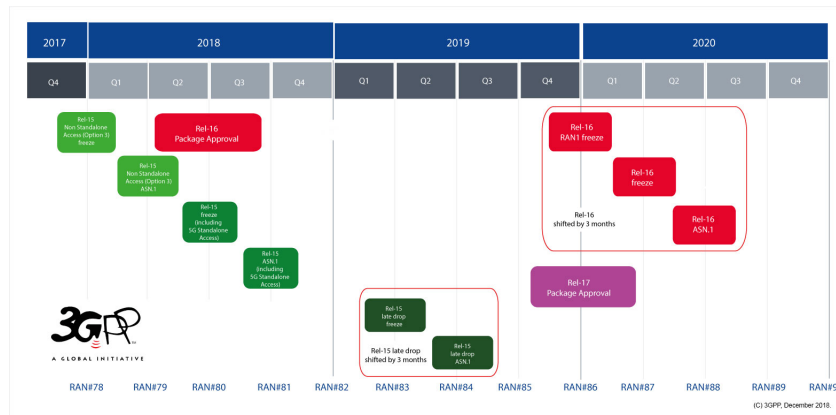 2017
2018
2019
2020
Q4
Q1
Q2
Q3
Q4
Q1
Q2
Q3
Q4
Q1
Q2
Q3
Q4
Rel-15
Non Standalone
Access (Option 3)
freeze
Rel-16
Package Approval
Rel-16
RAN1 freeze
Rel-15
Non Standalone
Access (Option 3)
ASN.1
Rel-16
freeze
Rel-15
freeze
(including
5G Standalone
Access)
Rel-16
shifted by 3 months
Rel-16
ASN.1
Rel-15
ASN.1
(including
5G Standalone
Access)
Rel-17
Package Approval
Rel-15
late drop
freeze
Rel-15 late drop
shifted by 3 months
Rel-15
late drop
ASN.1
3GPP
TM
A GLOBAL INITIATIVE
RAN#78
RAN#79
RAN#80
RAN#81
RAN#82
RAN#83
RAN#84
RAN#85
RAN#86
RAN#87
RAN#88
RAN#89
RAN#9
(C) 3GPP, December 2018.